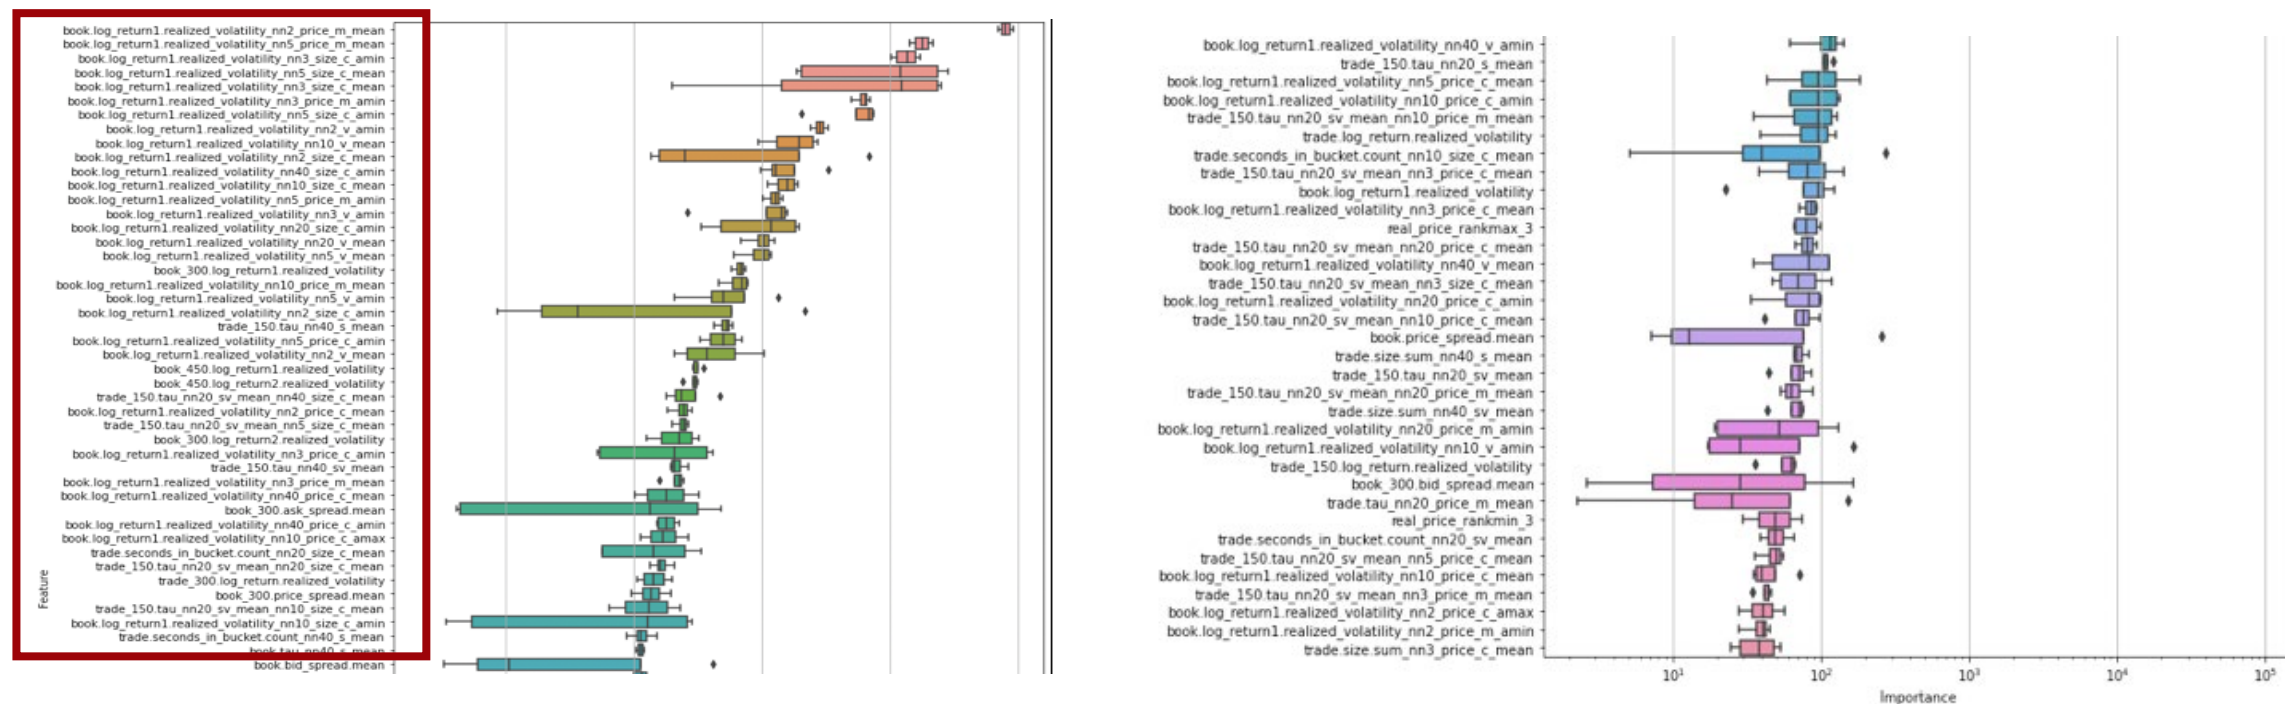 book.log_return1.realized_volatility_nn2_price_m_mean
book.log_return1.realized_volatility_nn5_price_m_mean
book.log_return1.realized_volatility_nn3_size_c_amin
book.log_return1.realized_volatility_nn5_size_c_mean
book.log_return1.realized_volatility_nn3_size_c_mean
book.log_return1.realized_volatility_nn3_price_m_amin
book.log_return1.realized_volatility_nn5_size_c_amin
book.log_return1.realized_volatility_nn2_v_amin
book.log_return1.realized_volatility_nn10_v_mean
book.log_return1.realized_volatility_nn2_size_c_mean
book.log_return1.realized_volatility_nn40_size_c_amin
book.log_return1.realized_volatility_nn10_size_c_mean
book.log_return1.realized_volatility_nn5_price_m_amin
book.log_return1.realized_volatility_nn3_v_amin
book.log_return1.realized_volatility_nn20_size_c_amin
book.log_return1.realized_volatility_nn20_v_mean
book.log_return1.realized_volatility_nn5_v_mean
book_300.log_return1.realized_volatility
book.log_return1.realized_volatility_nn10_price_m_mean
book.log_return1.realized_volatility_nn5_v_amin
book.log_return1.realized_volatility_nn2_size_c_amin
trade_150.tau_nn40_s_mean
book.log_return1.realized_volatility_nn5_price_c_amin
book.log_return1.realized_volatility_nn2_v_mean
book_450.log_return1.realized_volatility
book_450.log_return2.realized_volatility
trade_150.tau_nn20_sv_mean_nn40_size_c_mean
book.log_return1.realized_volatility_nn2_price_c_mean
trade_150.tau_nn20_sv_mean_nn5_size_c_mean
book_300.log_return2.realized_volatility
book.log_return1.realized_volatility_nn3_price_c_amin
trade_150.tau_nn40_sv_mean
book.log_return1.realized_volatility_nn3_price_m_mean
book.log_return1.realized_volatility_nn40_price_c_mean
book_300.ask_spread.mean
book.log_return1.realized_volatility_nn40_price_c_amin
book.log_return1.realized_volatility_nn10_price_c_amax
trade.seconds_in_bucket.count_nn20_size_c_mean
trade_150.tau_nn20_sv_mean_nn20_size_c_mean
trade_300.log_return.realized_volatility
book_300.price_spread.mean
trade_150.tau_nn20_sv_mean_nn10_size_c_mean
book.log_return1.realized_volatility_nn10_size_c_amin
trade.seconds_in_bucket.count_nn40_s_mean
book.tau_nn40_s_mean
book.bid_spread.mean
Feature
book.log_return1.realized_volatility_nn40_v_amin
trade_150.tau_nn20_s_mean
book.log_return1.realized_volatility_nn5_price_c_mean
book.log_return1.realized_volatility_nn10_price_c_amin
trade_150.tau_nn20_sv_mean_nn10_price_m_mean
trade.log_return.realized_volatility
trade.seconds_in_bucket.count_nn10_size_c_mean
trade_150.tau_nn20_sv_mean_nn3_price_c_mean
book.log_return1.realized_volatility
book.log_return1.realized_volatility_nn3_price_c_mean
real_price_rankmax_3
trade_150.tau_nn20_sv_mean_nn20_price_c_mean
book.log_return1.realized_volatility_nn40_v_mean
trade_150.tau_nn20_sv_mean_nn3_size_c_mean
book.log_return1.realized_volatility_nn20_price_c_amin
trade_150.tau_nn20_sv_mean_nn10_price_c_mean
book.price_spread.mean
trade.size.sum_nn40_s_mean
trade_150.tau_nn20_sv_mean
trade_150.tau_nn20_sv_mean_nn20_price_m_mean
trade.size.sum_nn40_sv_mean
book.log_return1.realized_volatility_nn20_price_m_amin
book.log_return1.realized_volatility_nn10_v_amin
trade_150.log_return.realized_volatility
book_300.bid_spread.mean
trade.tau_nn20_price_m_mean
real_price_rankmin_3
trade.seconds_in_bucket.count_nn20_sv_mean
trade_150.tau_nn20_sv_mean_nn5_price_c_mean
book.log_return1.realized_volatility_nn10_price_c_mean
trade_150.tau_nn20_sv_mean_nn3_price_m_mean
book.log_return1.realized_volatility_nn2_price_c_amax
book.log_return1.realized_volatility_nn2_price_m_amin
trade.size.sum_nn3_price_c_mean
10¹ 10² 10³ 10⁴ 10⁵
Importance